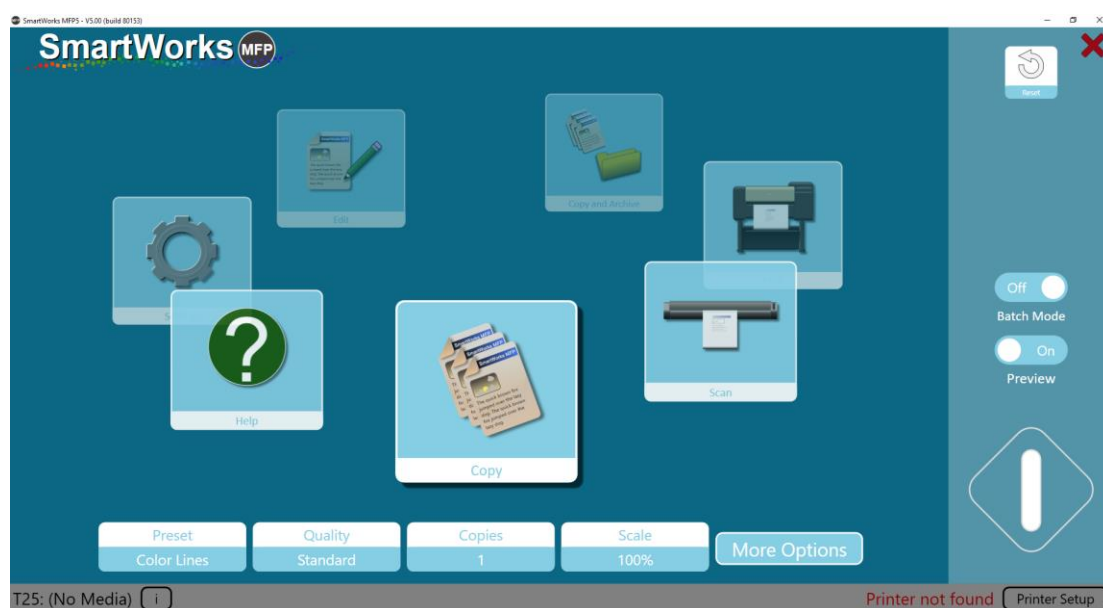 SmartWorks MFP5 - V5.00 (build 80153)
SmartWorks MFP
Reset
Edit
Copy and Archive
Help
Copy
Scan
Off
Batch Mode
On
Preview
Preset
Color Lines
Quality
Standard
Copies
1
Scale
100%
More Options
T25: (No Media)
i
Printer not found
Printer Setup